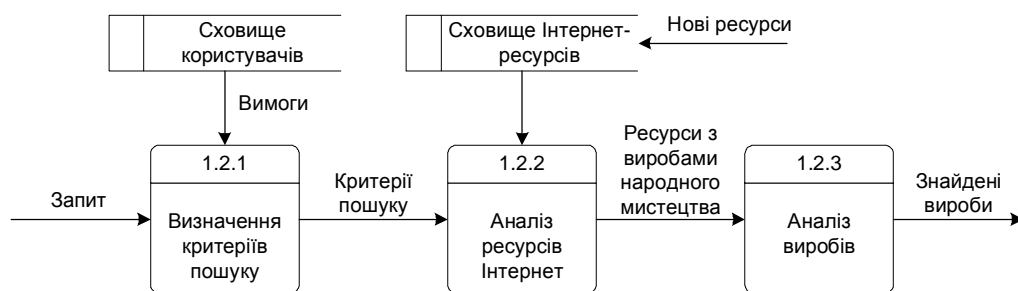 Сховище
користувачів
Сховище Інтернет-
ресурсів
Нові ресурси
Вимоги
1.2.1
Визначення
критеріїв
пошуку
Запит
Критерії
пошуку
1.2.2
Аналіз
ресурсів
Інтернет
Ресурси з
виробами
народного
мистецтва
1.2.3
Аналіз
виробів
Знайдені
вироби